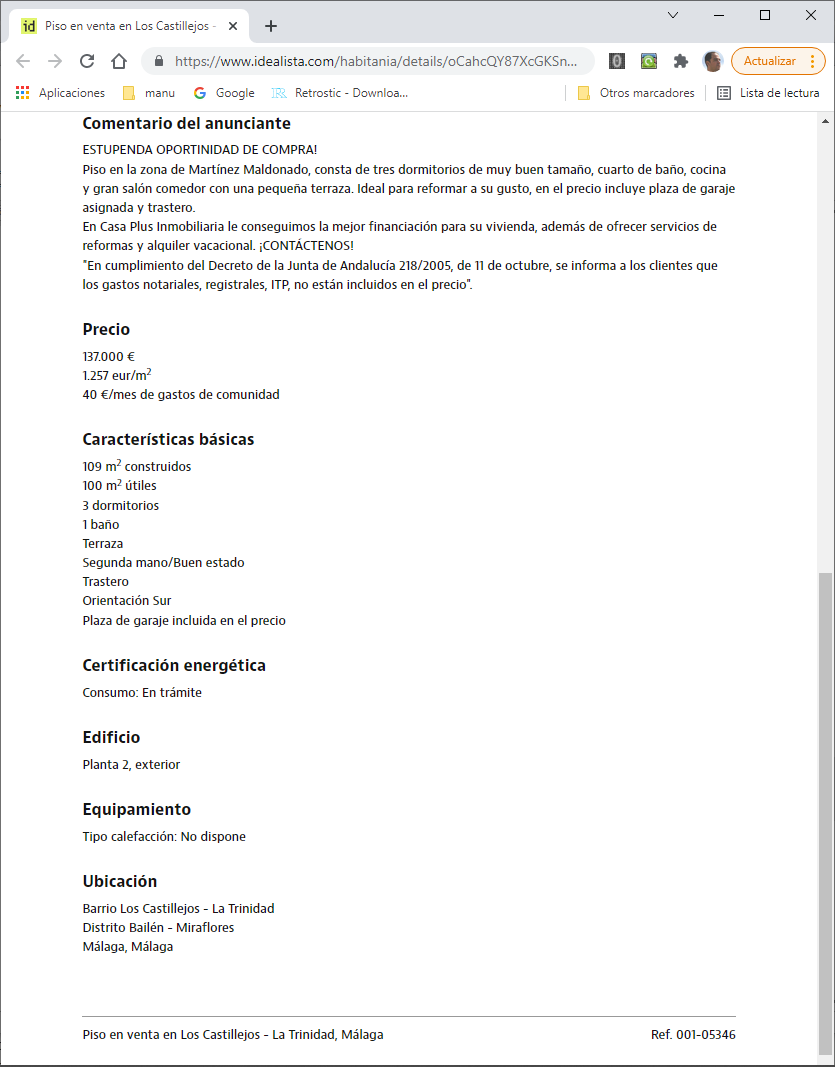 Piso en venta en Los Castillejos -
https://www.idealista.com/habitania/details/oCahcQY87XcGKSn...
Actualizar
Aplicaciones
manu
Google
Retrostic - Downloa...
Otros marcadores
Lista de lectura
Comentario del anunciante
ESTUPENDA OPORTINIDAD DE COMPRA!
Piso en la zona de Martínez Maldonado, consta de tres dormitorios de muy buen tamaño, cuarto de baño, cocina
y gran salón comedor con una pequeña terraza. Ideal para reformar a su gusto, en el precio incluye plaza de garaje
asignada y trastero.
En Casa Plus Inmobiliaria le conseguimos la mejor financiación para su vivienda, además de ofrecer servicios de
reformas y alquiler vacacional. ¡CONTÁCTENOS!
"En cumplimiento del Decreto de la Junta de Andalucía 218/2005, de 11 de octubre, se informa a los clientes que
los gastos notariales, registrales, ITP, no están incluidos en el precio".
Precio
137.000 €
1.257 eur/m²
40 €/mes de gastos de comunidad
Características básicas
109 m² construidos
100 m² útiles
3 dormitorios
1 baño
Terraza
Segunda mano/Buen estado
Trastero
Orientación Sur
Plaza de garaje incluida en el precio
Certificación energética
Consumo: En trámite
Edificio
Planta 2, exterior
Equipamiento
Tipo calefacción: No dispone
Ubicación
Barrio Los Castillejos - La Trinidad
Distrito Bailén - Miraflores
Málaga, Málaga
Piso en venta en Los Castillejos - La Trinidad, Málaga
Ref. 001-05346